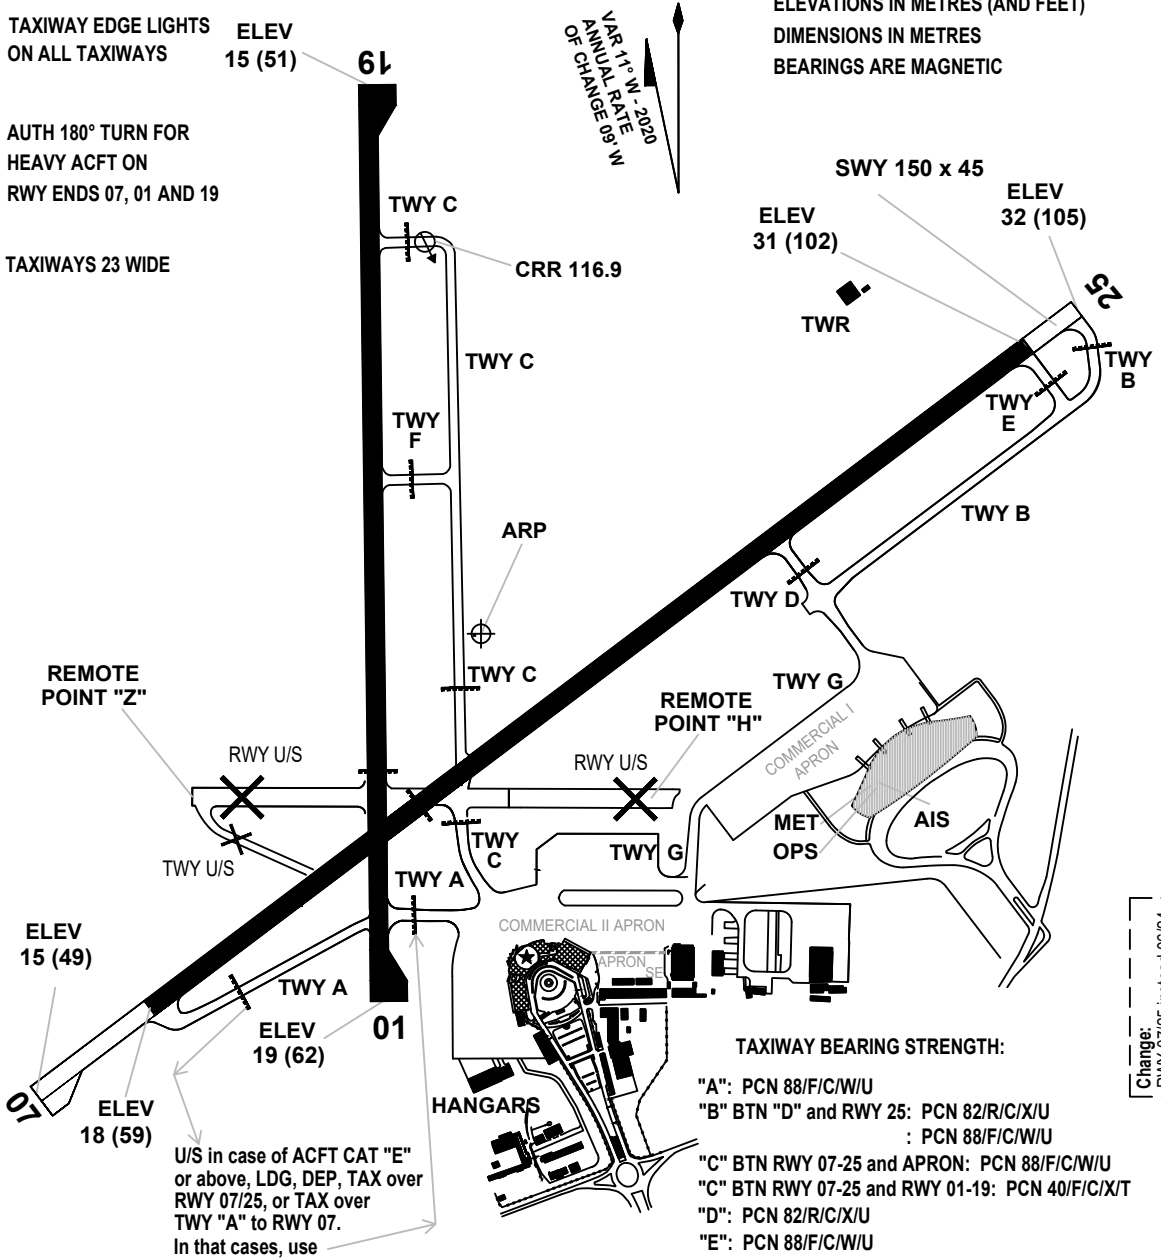 TAXIWAY EDGE LIGHTS
ON ALL TAXIWAYS
ELEV
15 (51)
19
VAR 11° W - 2020
ANNUAL RATE
OF CHANGE 09' W
ELEVATIONS IN METRES (AND FEET)
DIMENSIONS IN METRES
BEARINGS ARE MAGNETIC
AUTH 180° TURN FOR
HEAVY ACFT ON
RWY ENDS 07, 01 AND 19
TAXIWAYS 23 WIDE
SWY 150 x 45
ELEV
31 (102)
ELEV
32 (105)
25
TWY C
CRR 116.9
TWR
TWY C
TWY
B
TWY
E
TWY
F
TWY B
ARP
TWY D
TWY C
TWY G
REMOTE
POINT "Z"
REMOTE
POINT "H"
RWY U/S
RWY U/S
COMMERCIAL I
APRON
MET
OPS
AIS
TWY
C
TWY G
TWY U/S
TWY A
COMMERCIAL II APRON
APRON
SE
ELEV
15 (49)
TWY A
ELEV
19 (62)
01
07
ELEV
18 (59)
HANGARS
U/S in case of ACFT CAT "E"
or above, LDG, DEP, TAX over
RWY 07/25, or TAX over
TWY "A" to RWY 07.
In that cases, use
TAXIWAY BEARING STRENGTH:
"A": PCN 88/F/C/W/U
"B" BTN "D" and RWY 25: PCN 82/R/C/X/U
: PCN 88/F/C/W/U
"C" BTN RWY 07-25 and APRON: PCN 88/F/C/W/U
"C" BTN RWY 07-25 and RWY 01-19: PCN 40/F/C/X/T
"D": PCN 82/R/C/X/U
"E": PCN 88/F/C/W/U
Change: